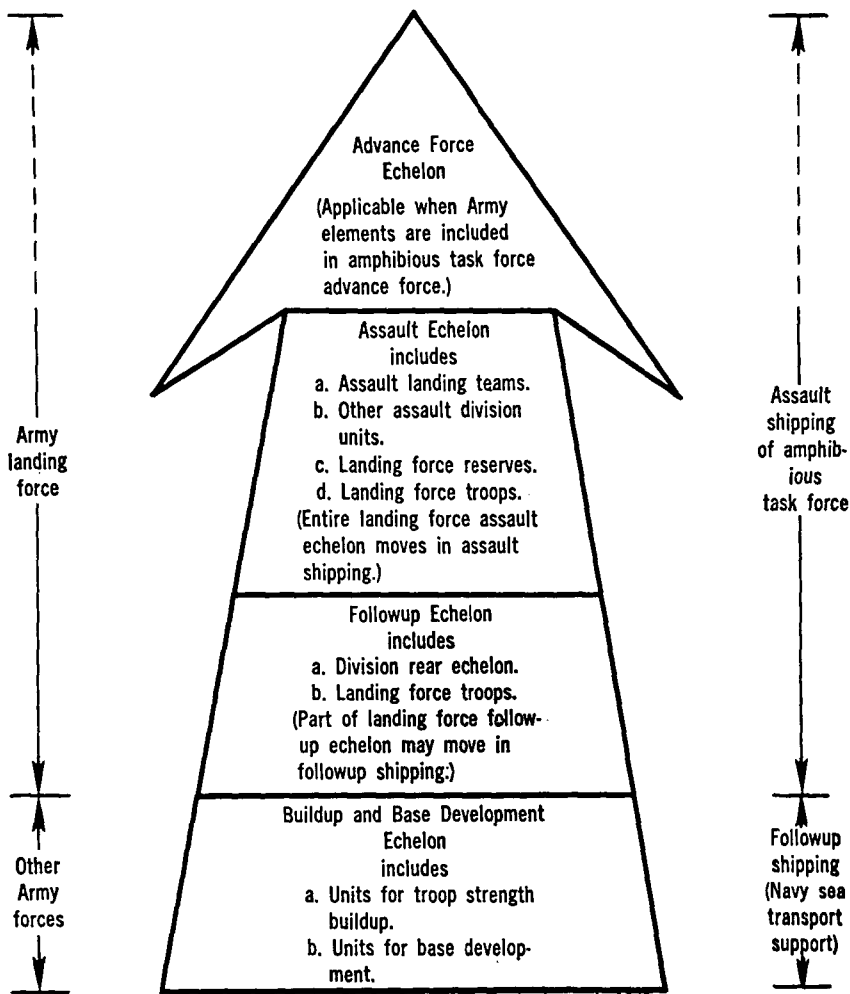 Advance Force
Echelon
(Applicable when Army
elements are included
in amphibious task force
advance force.)
Assault Echelon
includes
a. Assault landing teams.
b. Other assault division
units.
c. Landing force reserves.
d. Landing force troops.
(Entire landing force assault
echelon moves in assault
shipping.)
Army
landing
force
Assault
shipping
of amphib-
ious
task force
Followup Echelon
includes
a. Division rear echelon.
b. Landing force troops.
(Part of landing force follow-
up echelon may move in
followup shipping.)
Buildup and Base Development
Echelon
includes
a. Units for troop strength
buildup.
b. Units for base develop-
ment.
Other
Army
forces
Followup
shipping
(Navy sea
transport
support)